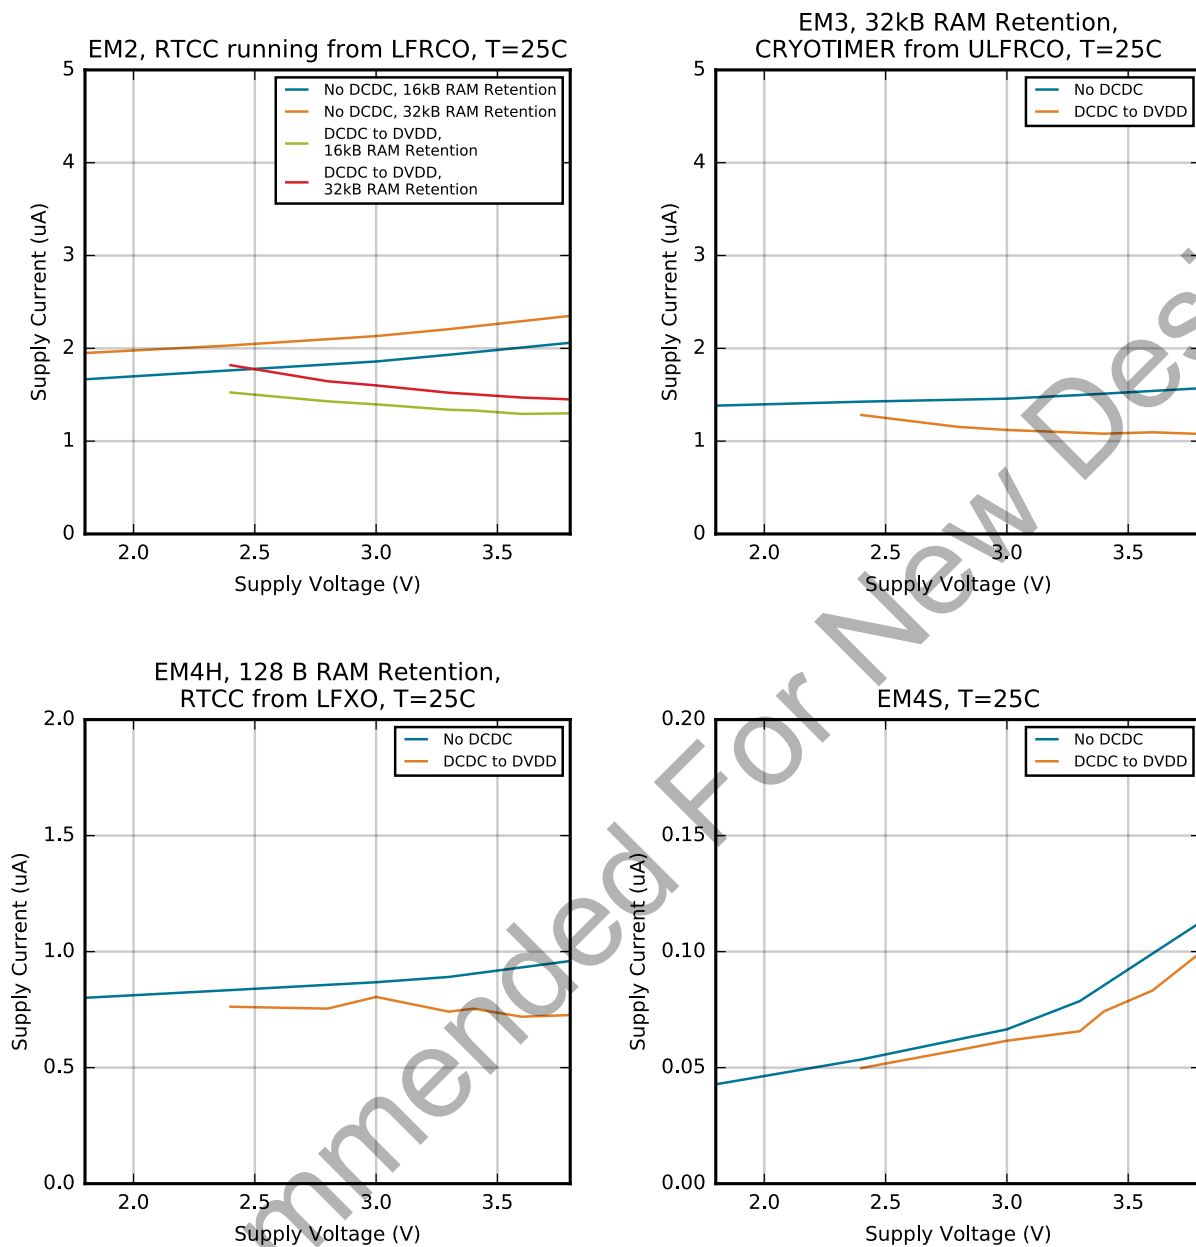 EM2, RTCC running from LFRCO, T=25C
5
4
3
2
1
0
Supply Current (uA)
No DCDC, 16kB RAM Retention
No DCDC, 32kB RAM Retention
DCDC to DVDD,
16kB RAM Retention
DCDC to DVDD,
32kB RAM Retention
2.0 2.5 3.0 3.5
Supply Voltage (V)
EM3, 32kB RAM Retention,
CRYOTIMER from ULFRCO, T=25C
5
4
3
2
1
0
Supply Current (uA)
No DCDC
DCDC to DVDD
2.0 2.5 3.0 3.5
Supply Voltage (V)
EM4H, 128 B RAM Retention,
RTCC from LFXO, T=25C
2.0
1.5
1.0
0.5
0.0
Supply Current (uA)
No DCDC
DCDC to DVDD
2.0 2.5 3.0 3.5
Supply Voltage (V)
EM4S, T=25C
0.20
0.15
0.10
0.05
0.00
Supply Current (uA)
No DCDC
DCDC to DVDD
2.0 2.5 3.0 3.5
Supply Voltage (V)
mmended For New Desi